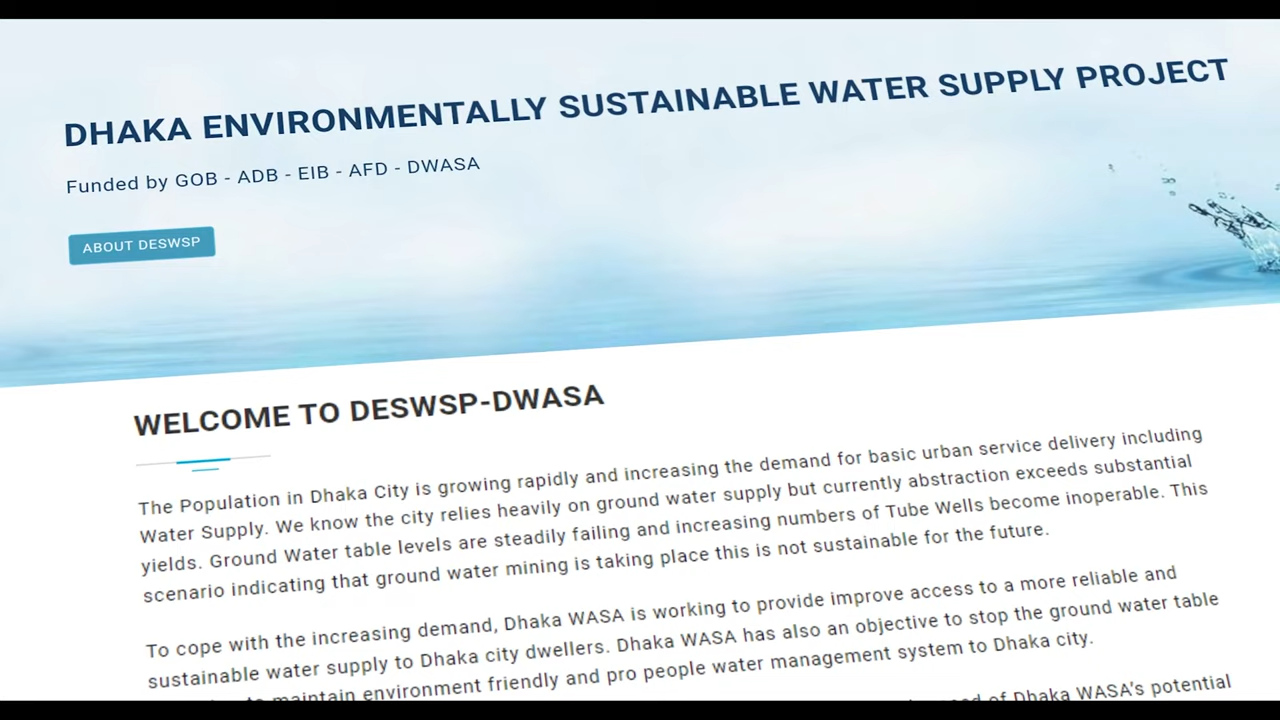 DHAKA ENVIRONMENTALLY SUSTAINABLE WATER SUPPLY PROJECT
Funded by GOB - ADB - EIB - AFD - DWASA
ABOUT DESWSP
WELCOME TO DESWSP-DWASA
The Population in Dhaka City is growing rapidly and increasing the demand for basic urban service delivery including
Water Supply. We know the city relies heavily on ground water supply but currently abstraction exceeds substantial
yields. Ground Water table levels are steadily failing and increasing numbers of Tube Wells become inoperable. This
scenario indicating that ground water mining is taking place this is not sustainable for the future.
To cope with the increasing demand, Dhaka WASA is working to provide improve access to a more reliable and
sustainable water supply to Dhaka city dwellers. Dhaka WASA has also an objective to stop the ground water table
maintain environment friendly and pro people water management system to Dhaka city.
of Dhaka WASA's potential